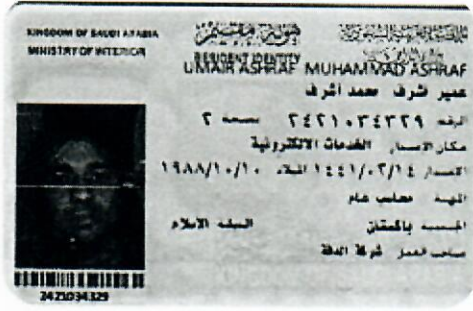 KINGDOM OF SAUDI ARABIA
MINISTRY OF INTERIOR
هوية مقيم
RESIDENT IDENTITY
UMAIR ASHRAF MUHAMMAD ASHRAF
عمير اشرف محمد أشرف
الرقم ٢٤٢١٠٣٤٣٢٩ نسخة ٢
مكان الاصدار الخدمات الالكترونية
الاصدار ١٤٤١/٠٢/١٤ الميلاد ١٩٨٨/١٠/١٠
المهنة محاسب عام
الجنسية باكستان الديانة الاسلام
صاحب العمل شركة الدقة
2421034329